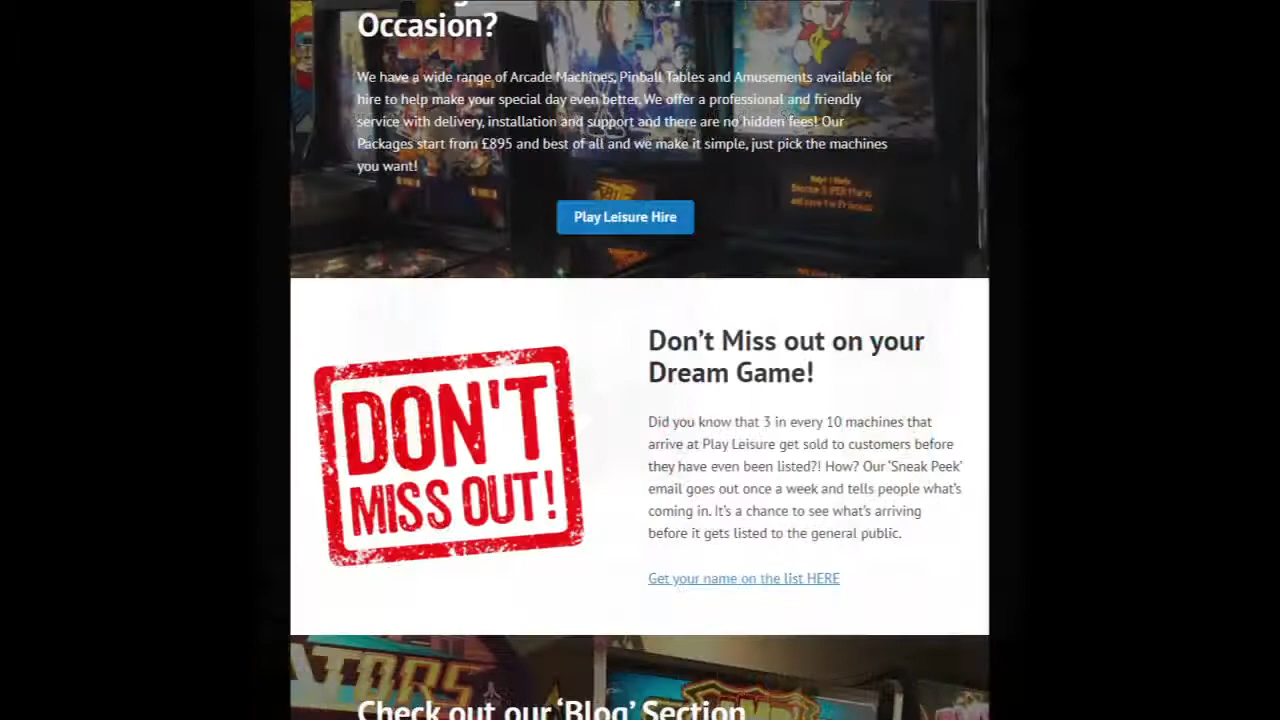 Occasion?
We have a wide range of Arcade Machines, Pinball Tables and Amusements available for
hire to help make your special day even better. We offer a professional and friendly
service with delivery, installation and support and there are no hidden fees! Our
Packages start from £895 and best of all and we make it simple, just pick the machines
you want!
Play Leisure Hire
DON'T
MISS OUT!
Don't Miss out on your
Dream Game!
Did you know that 3 in every 10 machines that
arrive at Play Leisure get sold to customers before
they have even been listed?! How? Our 'Sneak Peek'
email goes out once a week and tells people what's
coming in. It's a chance to see what's arriving
before it gets listed to the general public.
Get your name on the list HERE
ATORS
Check out our 'Blog' Section